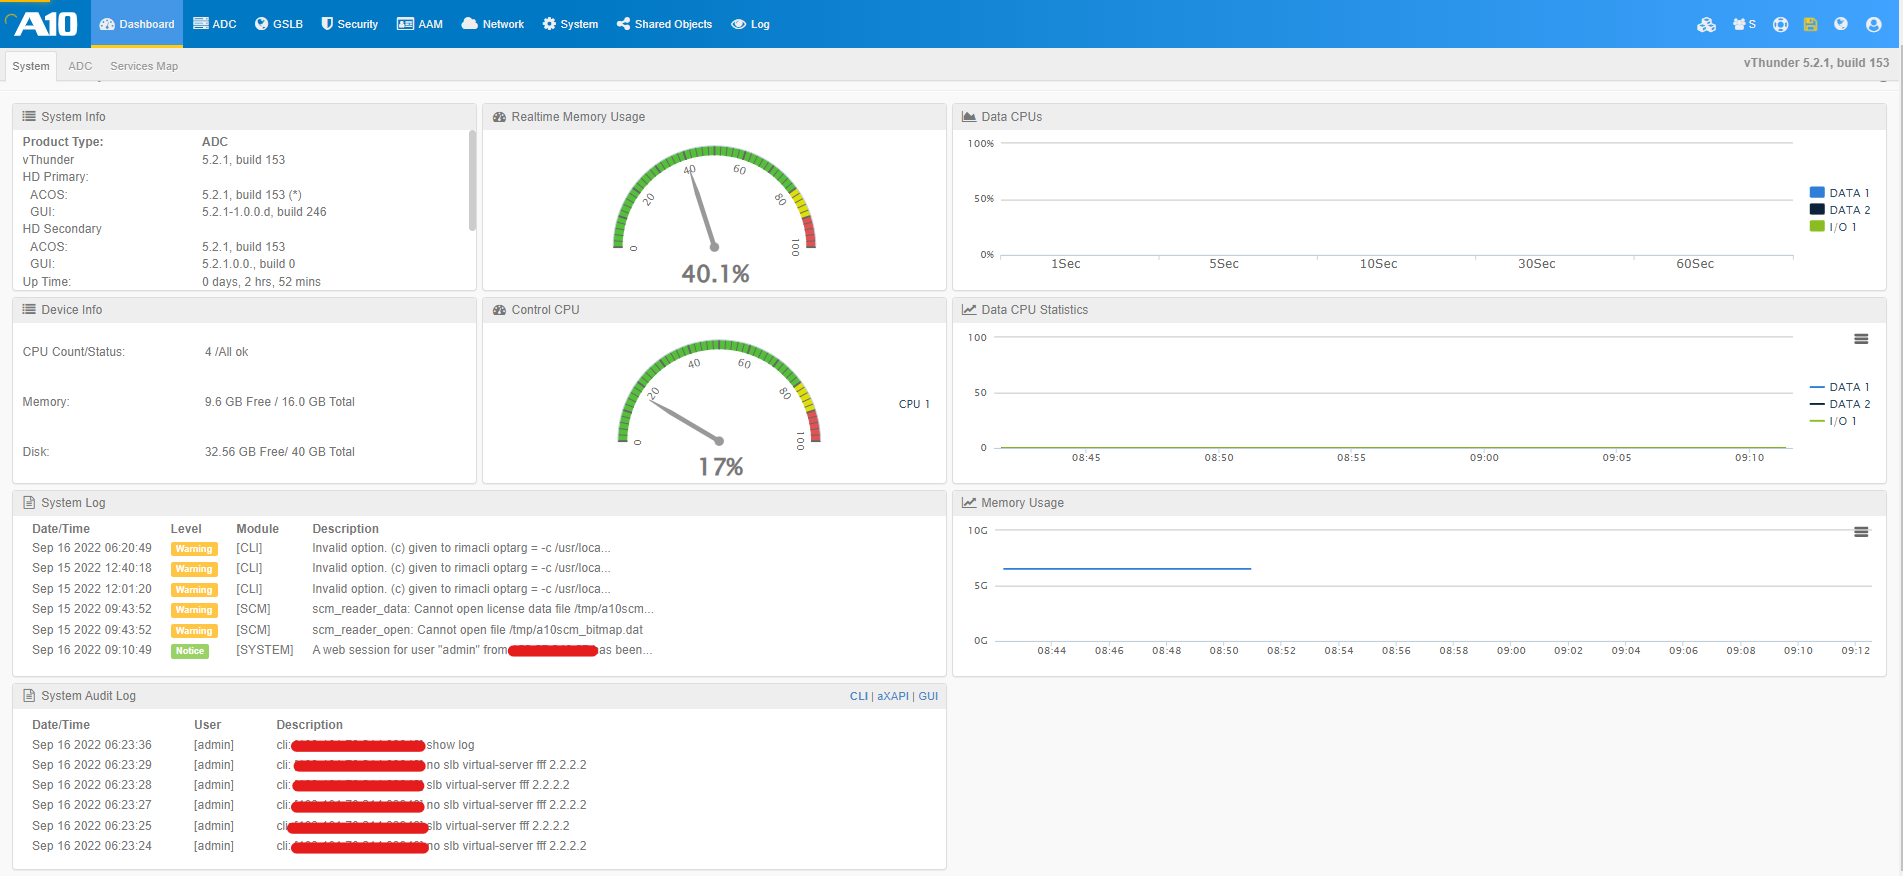 A10 Dashboard ADC GSLB Security AAM Network System Shared Objects Log S
System ADC Services Map vThunder 5.2.1, build 153
System Info
Product Type: ADC
vThunder 5.2.1, build 153
HD Primary:
ACOS: 5.2.1, build 153 (*)
GUI: 5.2.1-1.0.0.d, build 246
HD Secondary
ACOS: 5.2.1, build 153
GUI: 5.2.1.0.0., build 0
Up Time: 0 days, 2 hrs, 52 mins
Realtime Memory Usage
0 20 40 60 80 100
40.1%
Data CPUs
100%
50%
0%
1Sec 5Sec 10Sec 30Sec 60Sec
DATA 1
DATA 2
I/O 1
Device Info
CPU Count/Status: 4 /All ok
Memory: 9.6 GB Free / 16.0 GB Total
Disk: 32.56 GB Free/ 40 GB Total
Control CPU
0 20 40 60 80 100
17%
CPU 1
Data CPU Statistics
100
50
0
08:45 08:50 08:55 09:00 09:05 09:10
DATA 1
DATA 2
I/O 1
System Log
Date/Time Level Module Description
Sep 16 2022 06:20:49 Warning [CLI] Invalid option. (c) given to rimacli optarg = -c /usr/loca...
Sep 15 2022 12:40:18 Warning [CLI] Invalid option. (c) given to rimacli optarg = -c /usr/loca...
Sep 15 2022 12:01:20 Warning [CLI] Invalid option. (c) given to rimacli optarg = -c /usr/loca...
Sep 15 2022 09:43:52 Warning [SCM] scm_reader_data: Cannot open license data file /tmp/a10scm...
Sep 15 2022 09:43:52 Warning [SCM] scm_reader_open: Cannot open file /tmp/a10scm_bitmap.dat
Sep 16 2022 09:10:49 Notice [SYSTEM] A web session for user "admin" from as been...
Memory Usage
10G
5G
0G
08:44 08:46 08:48 08:50 08:52 08:54 08:56 08:58 09:00 09:02 09:04 09:06 09:08 09:10 09:12
System Audit Log CLI | aXAPI | GUI
Date/Time User Description
Sep 16 2022 06:23:36 [admin] cli: show log
Sep 16 2022 06:23:29 [admin] cli: no slb virtual-server fff 2.2.2.2
Sep 16 2022 06:23:28 [admin] cli: slb virtual-server fff 2.2.2.2
Sep 16 2022 06:23:27 [admin] cli: no slb virtual-server fff 2.2.2.2
Sep 16 2022 06:23:25 [admin] cli slb virtual-server fff 2.2.2.2
Sep 16 2022 06:23:24 [admin] cli: no slb virtual-server fff 2.2.2.2